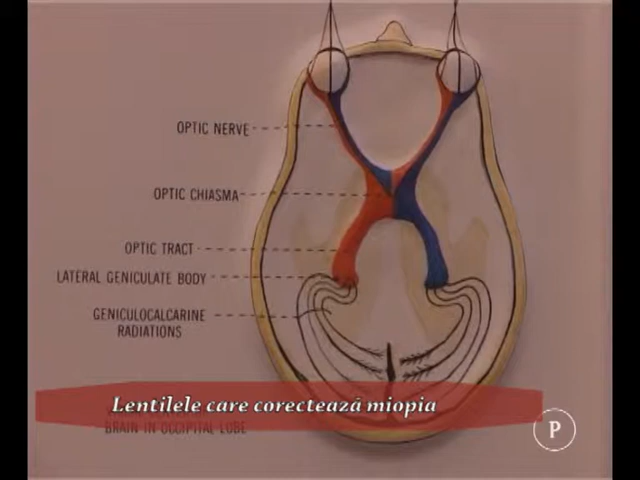 OPTIC NERVE
OPTIC CHIASMA
OPTIC TRACT
LATERAL GENICULATE BODY
GENICULOCALCARINE
RADIATIONS
Lentilele care corectează miopia
BRAIN IN OCCIPITAL LOBE
P